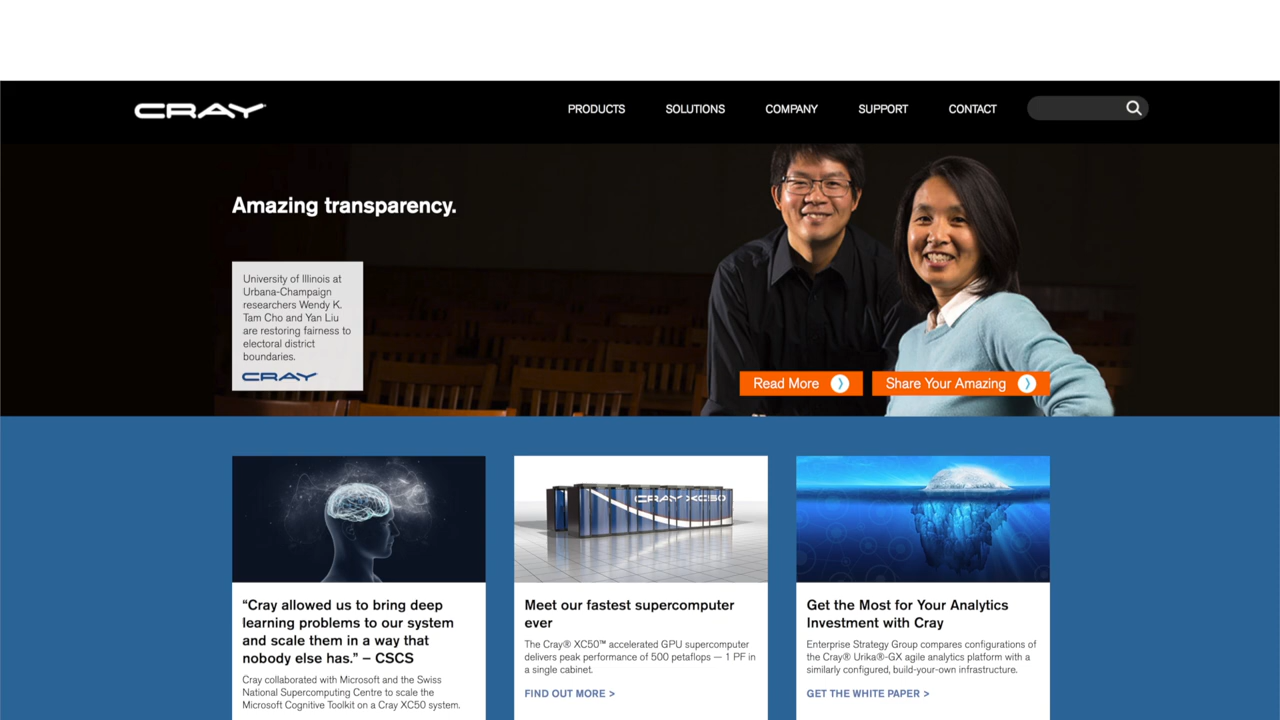 CRAY
PRODUCTS
SOLUTIONS
COMPANY
SUPPORT
CONTACT
Amazing transparency.
University of Illinois at
Urbana-Champaign
researchers Wendy K.
Tam Cho and Yan Liu
are restoring fairness to
electoral district
boundaries.
CRAY
Read More
Share Your Amazing
CRAY XC50
“Cray allowed us to bring deep
learning problems to our system
and scale them in a way that
nobody else has.” – CSCS
Cray collaborated with Microsoft and the Swiss
National Supercomputing Centre to scale the
Microsoft Cognitive Toolkit on a Cray XC50 system.
Meet our fastest supercomputer
ever
The Cray® XC50™ accelerated GPU supercomputer
delivers peak performance of 500 petaflops — 1 PF in
a single cabinet.
FIND OUT MORE >
Get the Most for Your Analytics
Investment with Cray
Enterprise Strategy Group compares configurations of
the Cray® Urika®-GX agile analytics platform with a
similarly configured, build-your-own infrastructure.
GET THE WHITE PAPER >